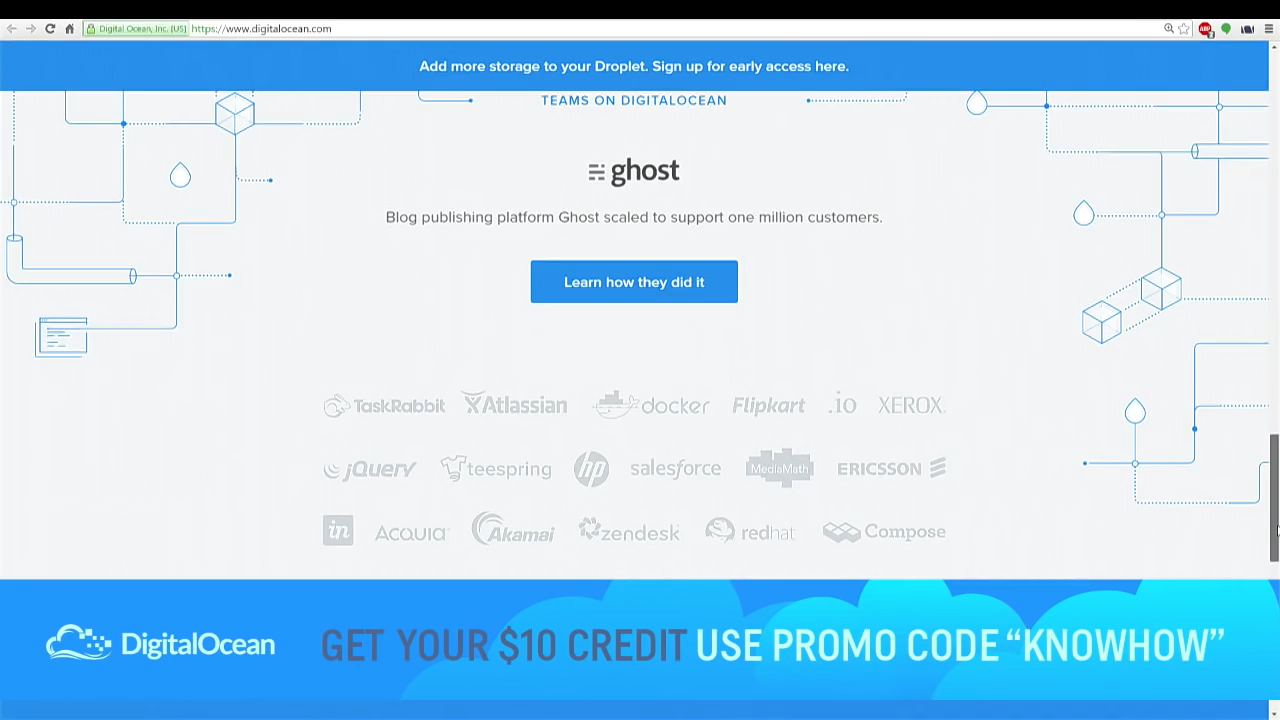 Digital Ocean, Inc. [US] https://www.digitalocean.com
ABP
Add more storage to your Droplet. Sign up for early access here.
TEAMS ON DIGITALOCEAN
ghost
Blog publishing platform Ghost scaled to support one million customers.
Learn how they did it
TaskRabbit Atlassian docker Flipkart .io XEROX
jQuery teespring hp salesforce MediaMath ERICSSON
in ACQUIA Akamai zendesk redhat Compose
DigitalOcean GET YOUR $10 CREDIT USE PROMO CODE “KNOWHOW”